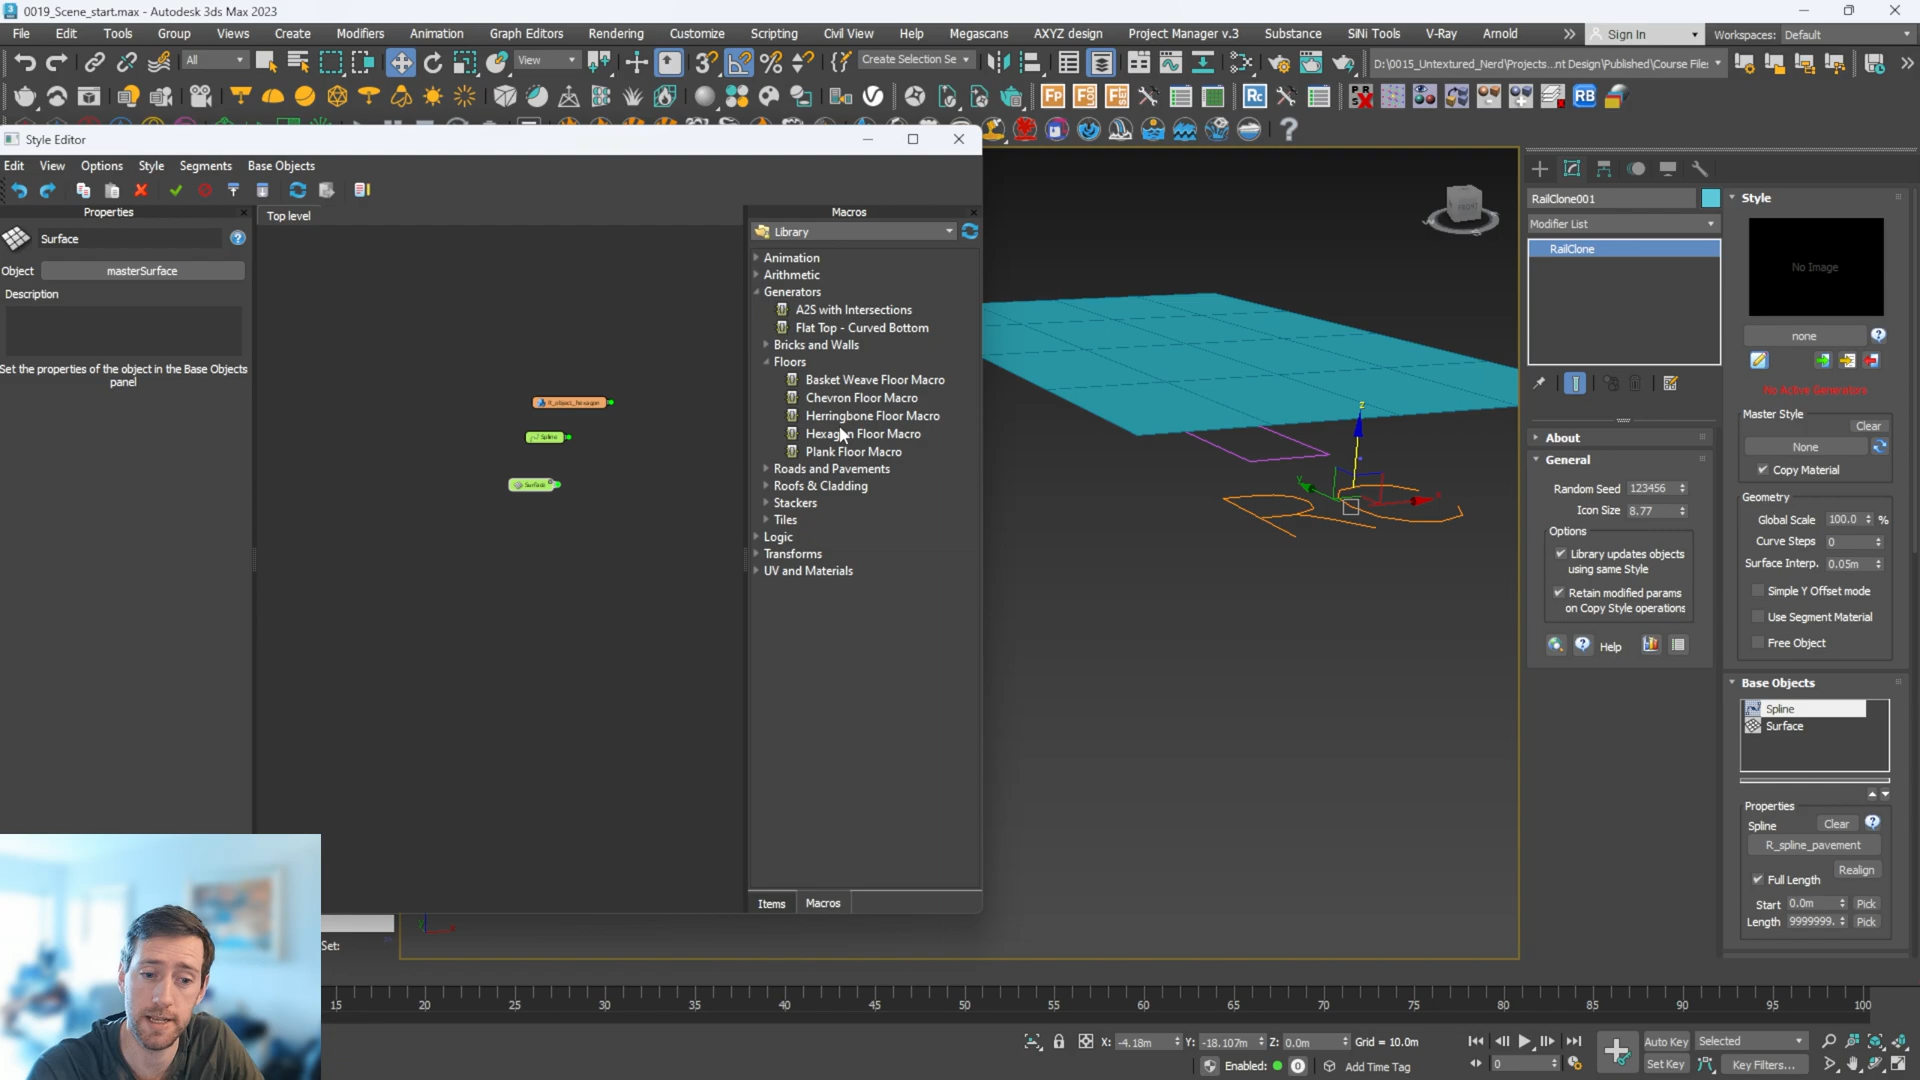 0019_Scene_start.max - Autodesk 3ds Max 2023
File Edit Tools Group Views Create Modifiers Animation Graph Editors Rendering Customize Scripting Civil View Help Megascans AXYZ design Project Manager v.3 Substance SiNi Tools V-Ray Arnold Sign In Workspaces: Default
All View Create Selection Se D:\0015_Untextured_Nerd\Projects...nt Design\Published\Course File:
Style Editor
Edit View Options Style Segments Base Objects
Properties
Surface
Object masterSurface
Description
Set the properties of the object in the Base Objects
panel
Top level
R_object_hexagon
Spline
Surface
Macros
Library
Animation
Arithmetic
Generators
A2S with Intersections
Flat Top - Curved Bottom
Bricks and Walls
Floors
Basket Weave Floor Macro
Chevron Floor Macro
Herringbone Floor Macro
Hexagon Floor Macro
Plank Floor Macro
Roads and Pavements
Roofs & Cladding
Stackers
Tiles
Logic
Transforms
UV and Materials
Items Macros
RailClone001
Modifier List
RailClone
About
General
Random Seed 123456
Icon Size 8.77
Options
Library updates objects
using same Style
Retain modified params
on Copy Style operations
Help
Style
No Image
none
No Active Generators
Master Style
Clear
None
Copy Material
Geometry
Global Scale 100.0 %
Curve Steps 0
Surface Interp. 0.05m
Simple Y Offset mode
Use Segment Material
Free Object
Base Objects
Spline
Surface
Properties
Spline Clear
R_spline_pavement
Realign
Full Length
Start 0.0m Pick
Length 9999999. Pick
Set:
15 20 25 30 35 40 45 50 55 60 65 70 75 80 85 90 95 100
X: -4.18m Y: -18.107m Z: 0.0m Grid = 10.0m
Auto Key Selected
Enabled: 0 Add Time Tag
0
Set Key Key Filters...